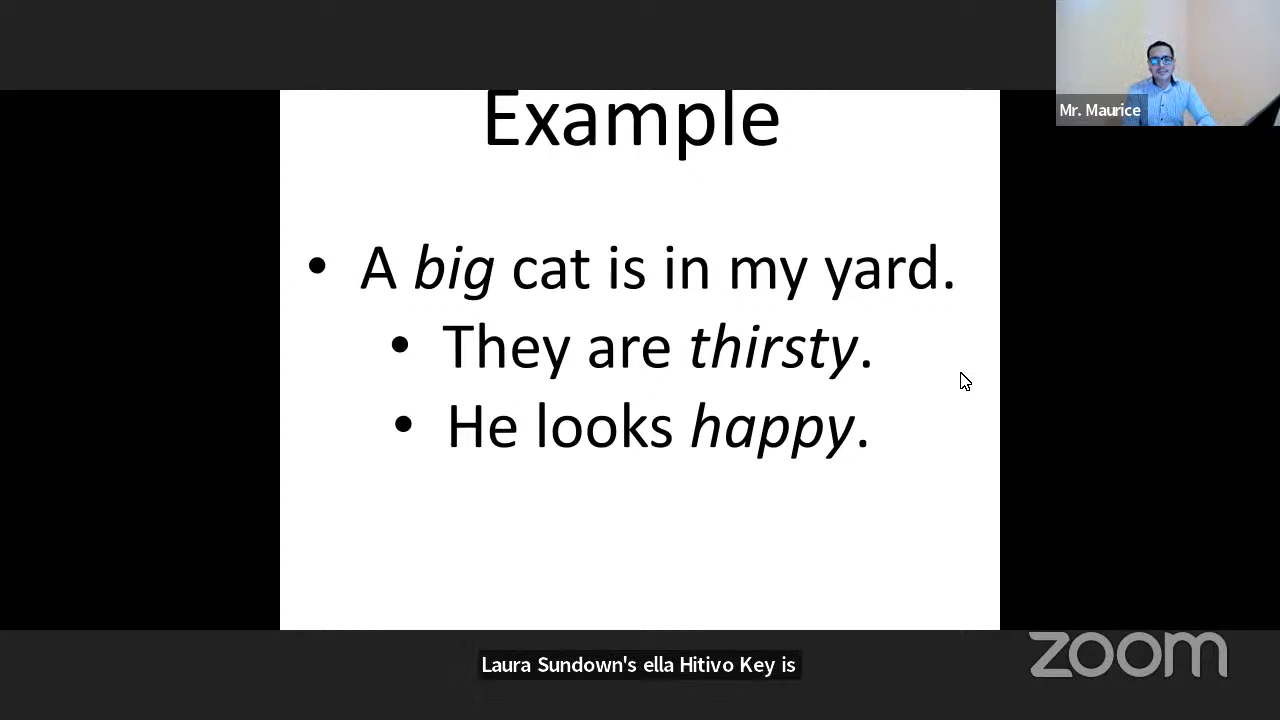 Mr. Maurice
Example
• A big cat is in my yard.
• They are thirsty.
• He looks happy.
zoom
Laura Sundown's ella Hitivo Key is